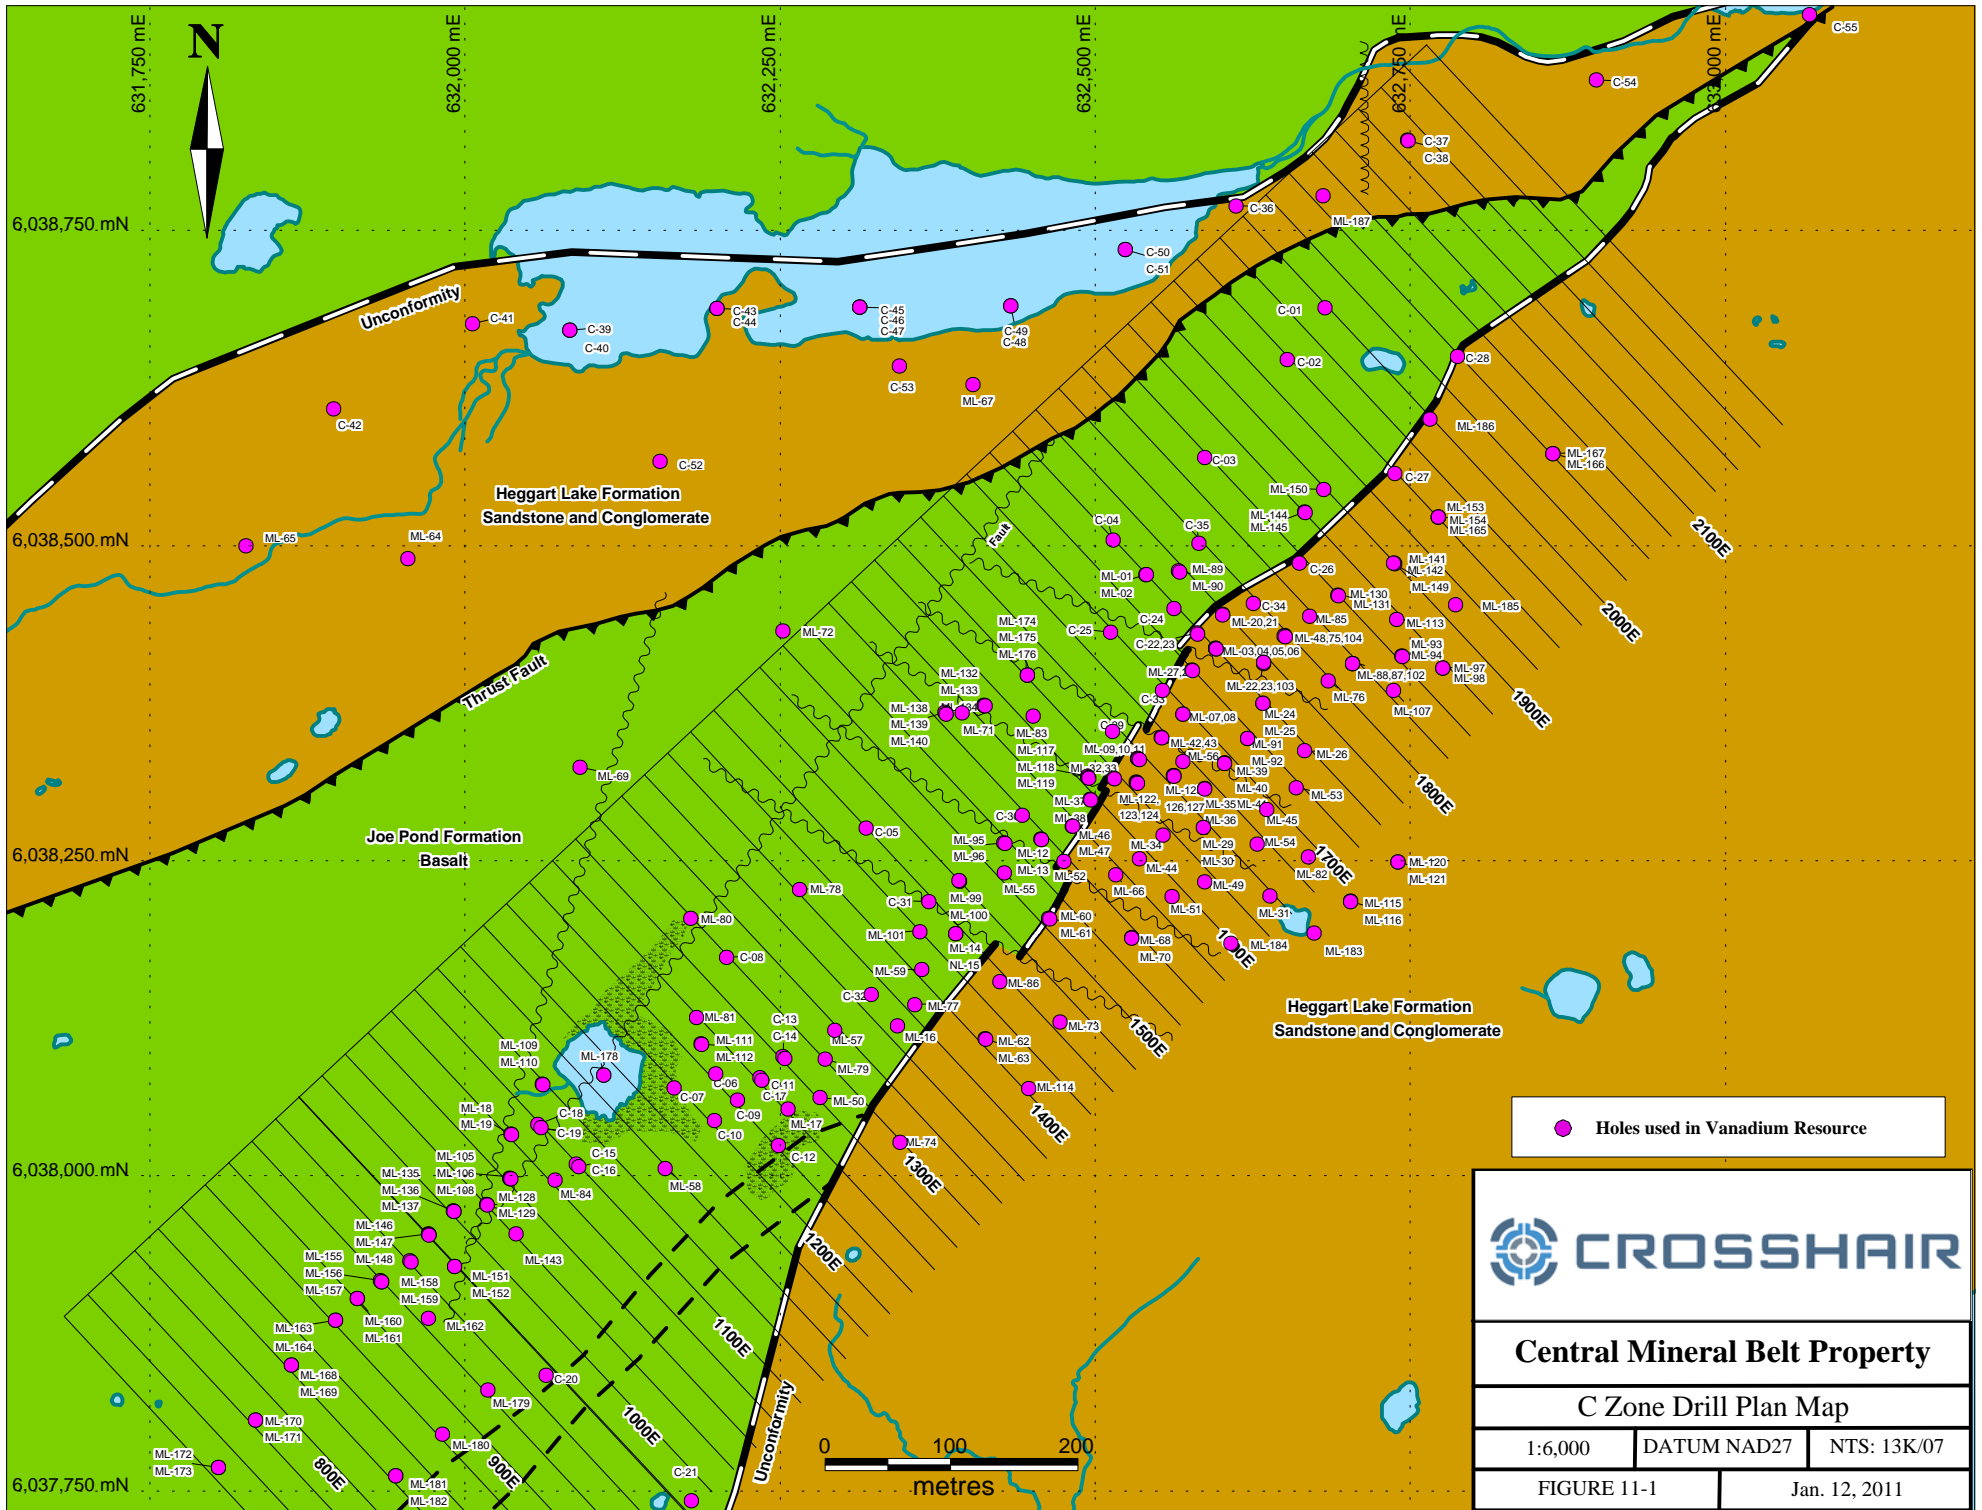 N
631,750 mE
632,000 mE
632,250 mE
632,500 mE
632,750 mE
633,000 mE
6,038,750 mN
6,038,500 mN
6,038,250 mN
6,038,000 mN
6,037,750 mN
C-55
C-54
C-37
C-38
ML-187
C-36
C-50
C-51
C-01
C-02
C-28
ML-186
ML-167
ML-166
Unconformity
C-41
C-39
C-40
C-43
C-44
C-45
C-46
C-47
C-49
C-48
C-53
ML-67
C-42
C-52
Heggart Lake Formation
Sandstone and Conglomerate
ML-65
ML-64
Thrust Fault
Fault
C-03
C-27
ML-150
ML-144
ML-145
ML-153
ML-154
ML-165
C-04
C-35
ML-01
ML-02
ML-89
ML-90
C-26
ML-141
ML-142
ML-149
ML-130
ML-131
ML-185
C-24
C-34
ML-20,21
ML-85
ML-113
C-25
C-22,23
ML-48,75,104
ML-93
ML-94
ML-03,04,05,06
ML-88,87,102
ML-97
ML-98
ML-22,23,103
ML-76
ML-107
C-33
ML-07,08
ML-24
ML-25
ML-26
ML-174
ML-175
ML-176
ML-72
ML-132
ML-133
ML-138
ML-139
ML-140
ML-71
ML-83
ML-117
ML-118
ML-119
ML-09,10,11
ML-42,43
ML-56
ML-91
ML-92
ML-39
ML-40
ML-53
ML-32,33
ML-122,
123,124
126,127
ML-35
ML-36
ML-45
ML-37
ML-38
ML-46
ML-47
ML-34
ML-29
ML-30
ML-54
ML-82
ML-44
ML-49
ML-51
ML-31
ML-52
ML-66
ML-120
ML-121
ML-115
ML-116
ML-183
ML-184
ML-68
ML-70
ML-60
ML-61
ML-69
Joe Pond Formation
Basalt
C-05
ML-95
ML-96
ML-12
ML-13
ML-55
ML-78
C-31
ML-99
ML-100
ML-101
ML-14
NL-15
ML-80
C-08
ML-59
C-32
ML-77
ML-86
ML-16
ML-73
ML-62
ML-63
ML-114
ML-74
ML-81
C-13
C-14
ML-57
ML-79
ML-111
ML-112
C-06
C-11
C-17
C-07
C-09
ML-50
ML-17
C-10
C-12
ML-109
ML-110
ML-178
ML-18
ML-19
C-18
C-19
C-15
C-16
ML-58
ML-105
ML-106
ML-108
ML-84
ML-128
ML-129
ML-135
ML-136
ML-137
ML-143
ML-146
ML-147
ML-148
ML-151
ML-152
ML-155
ML-156
ML-157
ML-158
ML-159
ML-160
ML-161
ML-162
ML-163
ML-164
ML-168
ML-169
ML-170
ML-171
ML-172
ML-173
C-20
ML-179
ML-180
ML-181
ML-182
C-21
2100E
2000E
1900E
1800E
1700E
1500E
1400E
1300E
1200E
1100E
1000E
900E
800E
Heggart Lake Formation
Sandstone and Conglomerate
Unconformity
0 100 200
metres
Holes used in Vanadium Resource
CROSSHAIR
Central Mineral Belt Property
C Zone Drill Plan Map
1:6,000 DATUM NAD27 NTS: 13K/07
FIGURE 11-1 Jan. 12, 2011